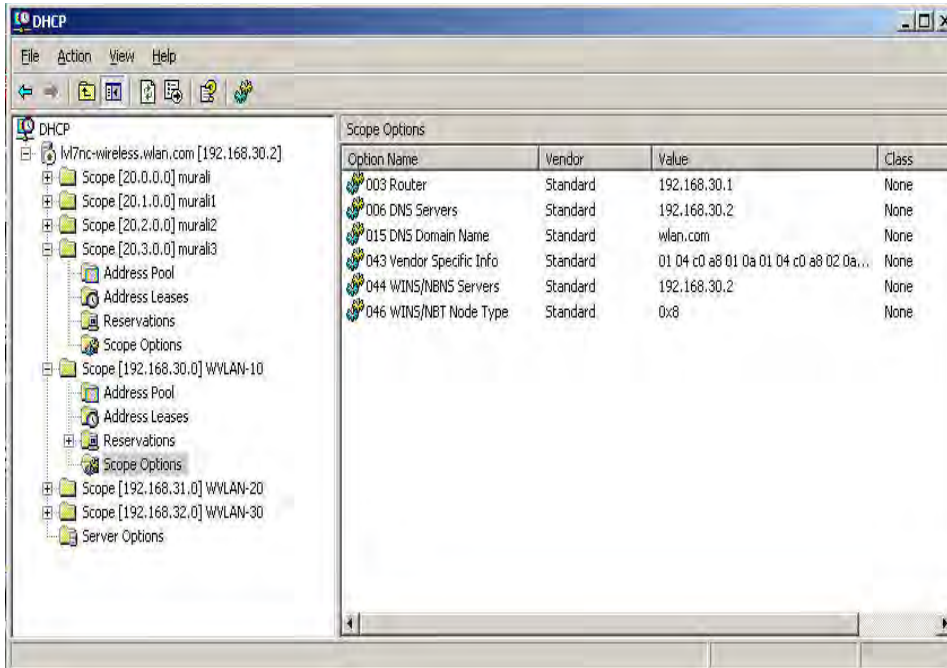 DHCP
File Action View Help
DHCP
lvl7nc-wireless.wlan.com [192.168.30.2]
Scope [20.0.0.0] murali
Scope [20.1.0.0] murali1
Scope [20.2.0.0] murali2
Scope [20.3.0.0] murali3
Address Pool
Address Leases
Reservations
Scope Options
Scope [192.168.30.0] WVLAN-10
Address Pool
Address Leases
Reservations
Scope Options
Scope [192.168.31.0] WVLAN-20
Scope [192.168.32.0] WVLAN-30
Server Options
Scope Options
Option Name Vendor Value Class
003 Router Standard 192.168.30.1 None
006 DNS Servers Standard 192.168.30.2 None
015 DNS Domain Name Standard wlan.com None
043 Vendor Specific Info Standard 01 04 c0 a8 01 0a 01 04 c0 a8 02 0a... None
044 WINS/NBNS Servers Standard 192.168.30.2 None
046 WINS/NBT Node Type Standard 0x8 None